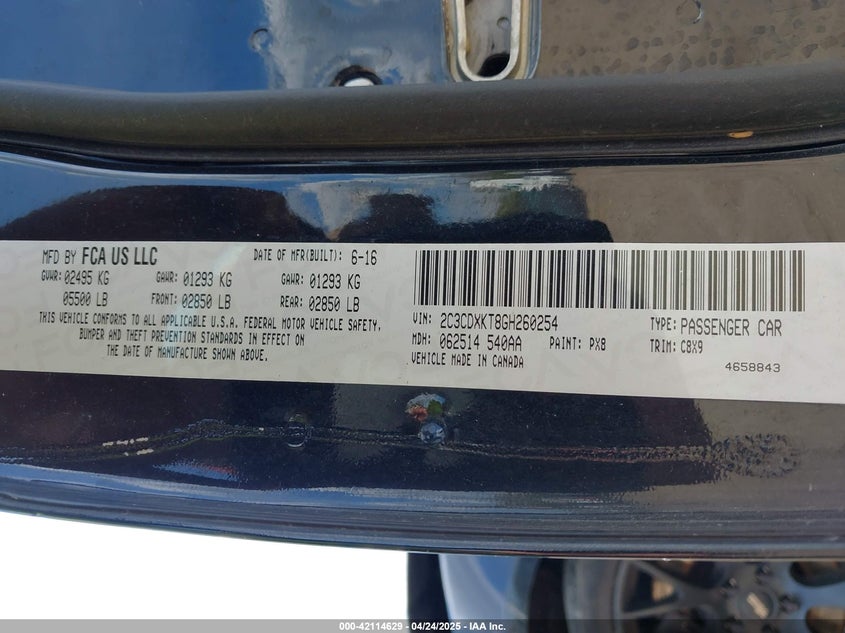 MFD BY FCA US LLC DATE OF MFR(BUILT): 6-16
GVWR: 02495 KG GAWR: 01293 KG GAWR: 01293 KG
05500 LB FRONT: 02850 LB REAR: 02850 LB
THIS VEHICLE CONFORMS TO ALL APPLICABLE U.S.A. FEDERAL MOTOR VEHICLE SAFETY,
BUMPER AND THEFT PREVENTION STANDARDS IN EFFECT ON
THE DATE OF MANUFACTURE SHOWN ABOVE.
VIN: 2C3CDXKT8GH260254 TYPE: PASSENGER CAR
MDH: 062514 540AA PAINT: PX8 TRIM: C8X9
VEHICLE MADE IN CANADA 4658843
000-42114629 - 04/24/2025 - IAA Inc.